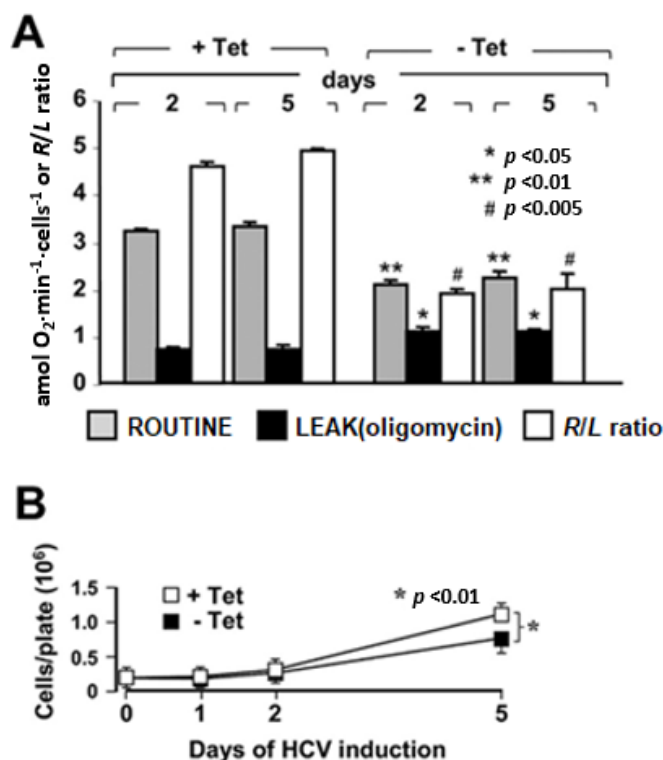 A
+ Tet - Tet
days
2 5 2 5
amol O₂·min⁻¹·cells⁻¹ or R/L ratio
6
5
4
3
2
1
0
* p <0.05
** p <0.01
# p <0.005
** * # ** * #
ROUTINE LEAK(oligomycin) R/L ratio
B
Cells/plate (10⁶)
1.5
1.0
0.5
0
+ Tet
- Tet
* p <0.01
*
0 1 2 5
Days of HCV induction